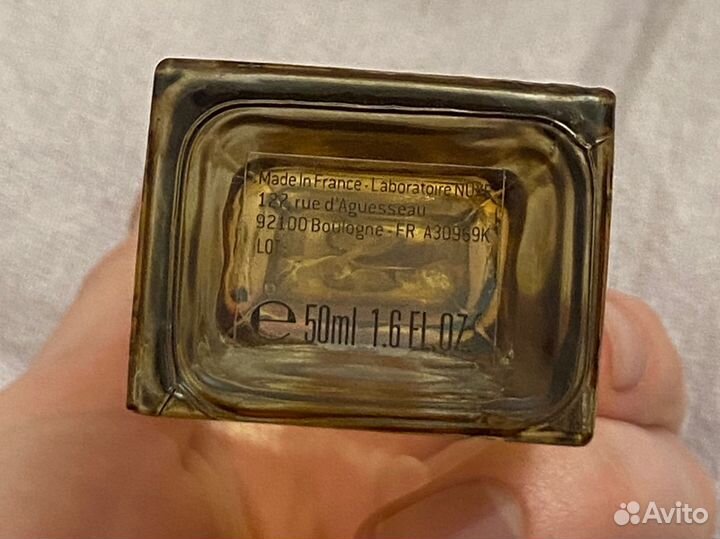 Made In France - Laboratoire NUXE
127 rue d'Aguesseau
92100 Boulogne - FR A30969K
LOT
e 50ml 1.6 FL.OZ
Avito